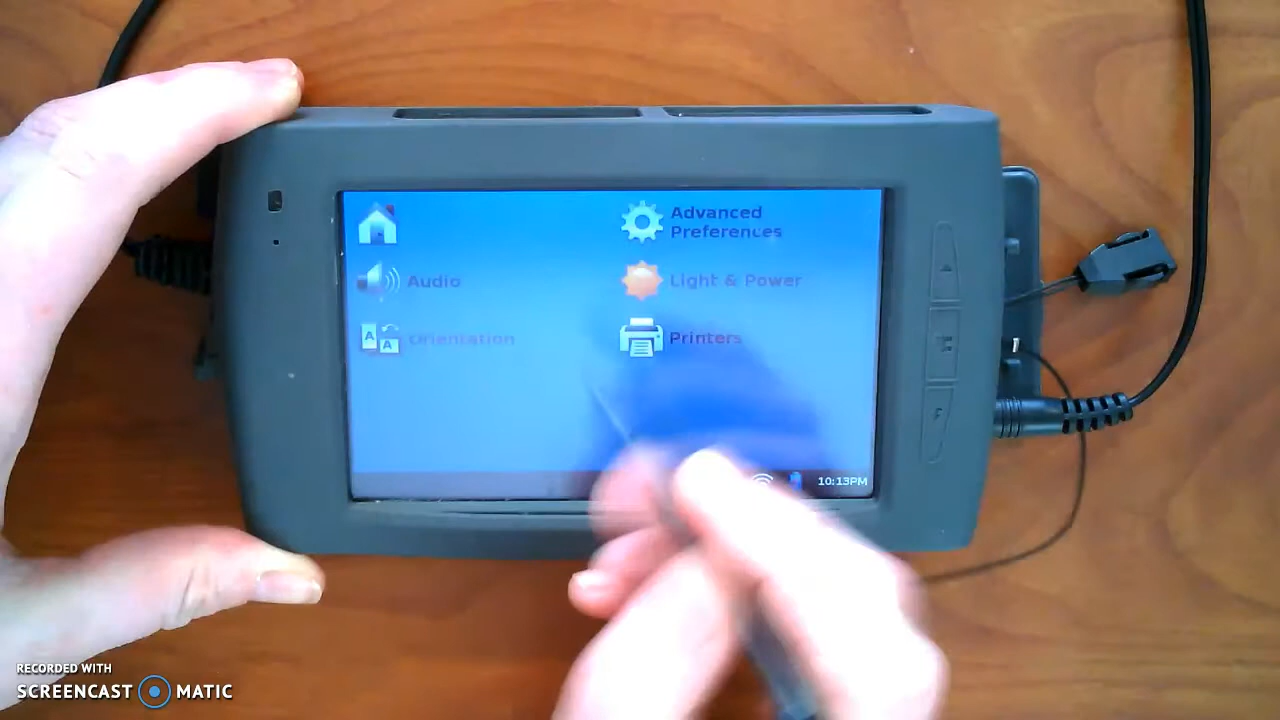 Advanced
Preferences
Audio
Light & Power
Orientation
Printers
10:13PM
RECORDED WITH
SCREENCAST MATIC